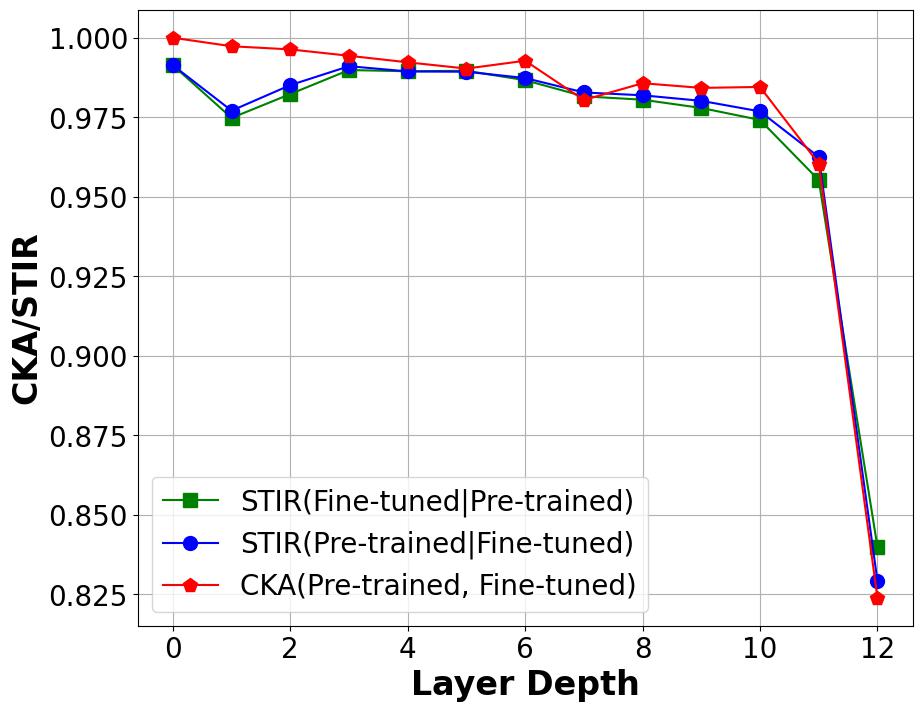 1.000
0.975
0.950
0.925
0.900
0.875
0.850
0.825
CKA/STIR
STIR(Fine-tuned|Pre-trained)
STIR(Pre-trained|Fine-tuned)
CKA(Pre-trained, Fine-tuned)
0 2 4 6 8 10 12
Layer Depth